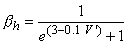 β_h = 1 / (e^{(3−0.1 V')} + 1)